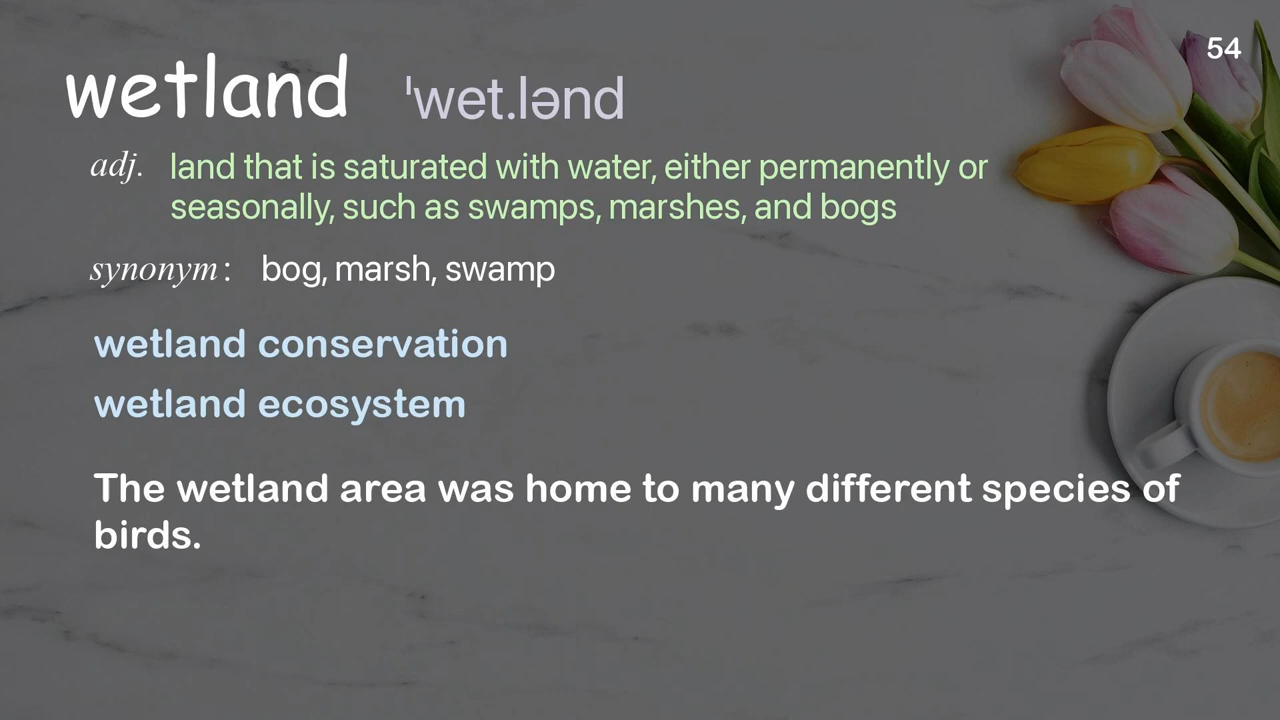 54
wetland ˈwet.lənd
adj. land that is saturated with water, either permanently or
seasonally, such as swamps, marshes, and bogs
synonym: bog, marsh, swamp
wetland conservation
wetland ecosystem
The wetland area was home to many different species of
birds.